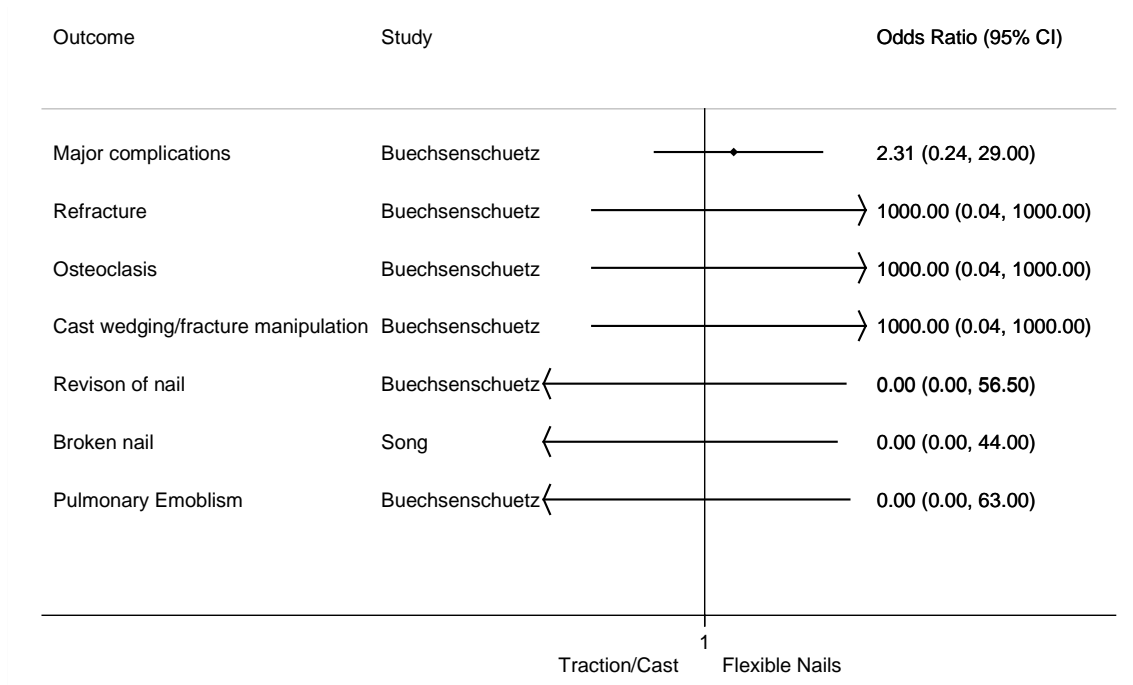 Outcome Study Odds Ratio (95% CI)
Major complications Buechsenschuetz 2.31 (0.24, 29.00)
Refracture Buechsenschuetz 1000.00 (0.04, 1000.00)
Osteoclasis Buechsenschuetz 1000.00 (0.04, 1000.00)
Cast wedging/fracture manipulation Buechsenschuetz 1000.00 (0.04, 1000.00)
Revison of nail Buechsenschuetz 0.00 (0.00, 56.50)
Broken nail Song 0.00 (0.00, 44.00)
Pulmonary Emoblism Buechsenschuetz 0.00 (0.00, 63.00)
1
Traction/Cast Flexible Nails